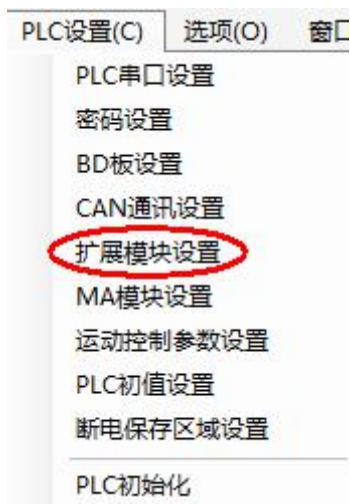 PLC设置(C) 选项(O) 窗口
PLC串口设置
密码设置
BD板设置
CAN通讯设置
扩展模块设置
MA模块设置
运动控制参数设置
PLC初值设置
断电保存区域设置
PLC初始化